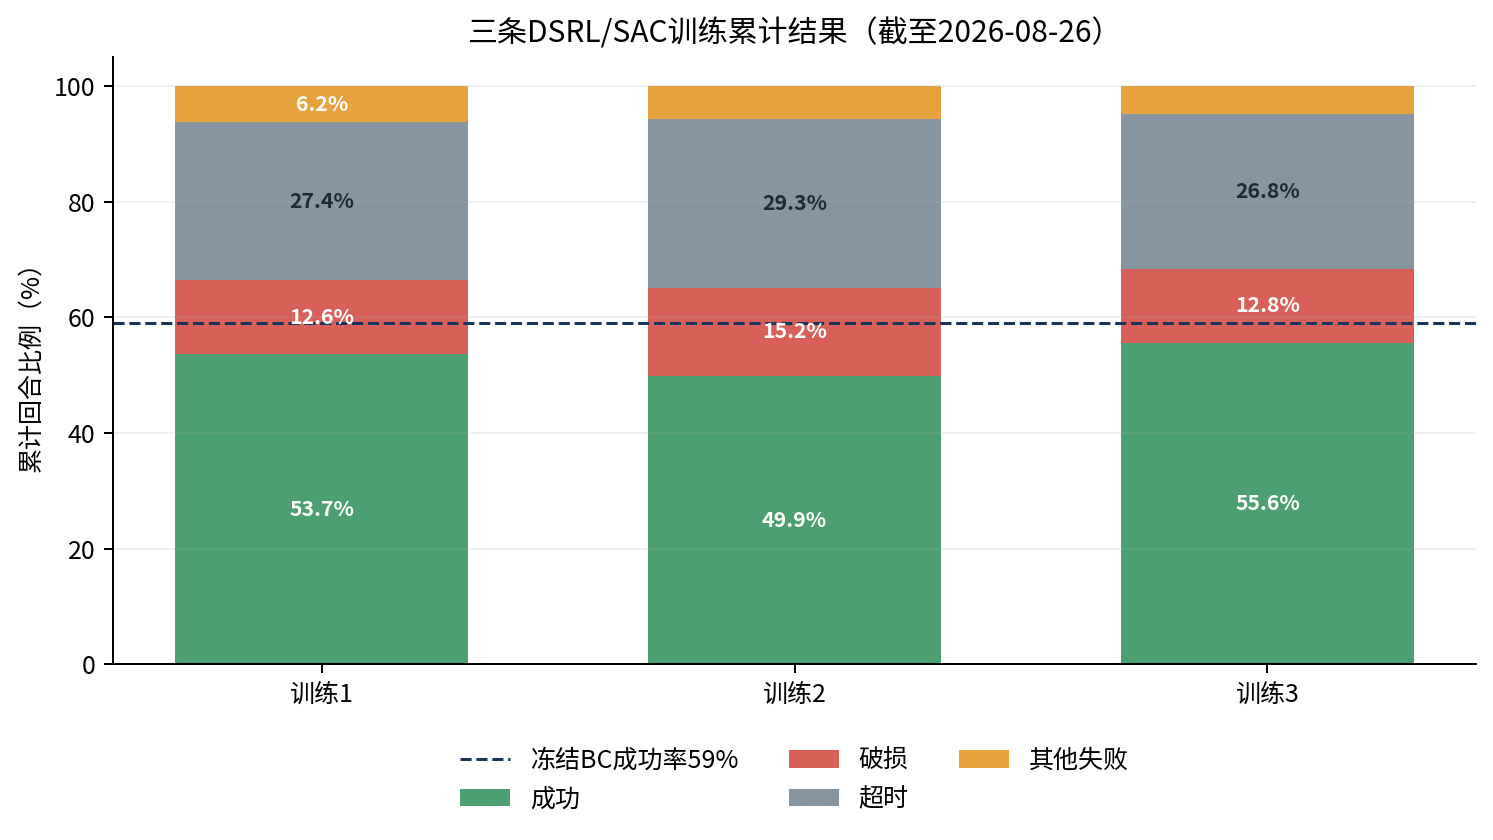 三条DSRL/SAC训练累计结果（截至2026-08-26）
累计回合比例（%）
100
80
60
40
20
0
6.2%
27.4%
12.6%
53.7%
29.3%
15.2%
49.9%
26.8%
12.8%
55.6%
训练1
训练2
训练3
冻结BC成功率59%
成功
破损
超时
其他失败